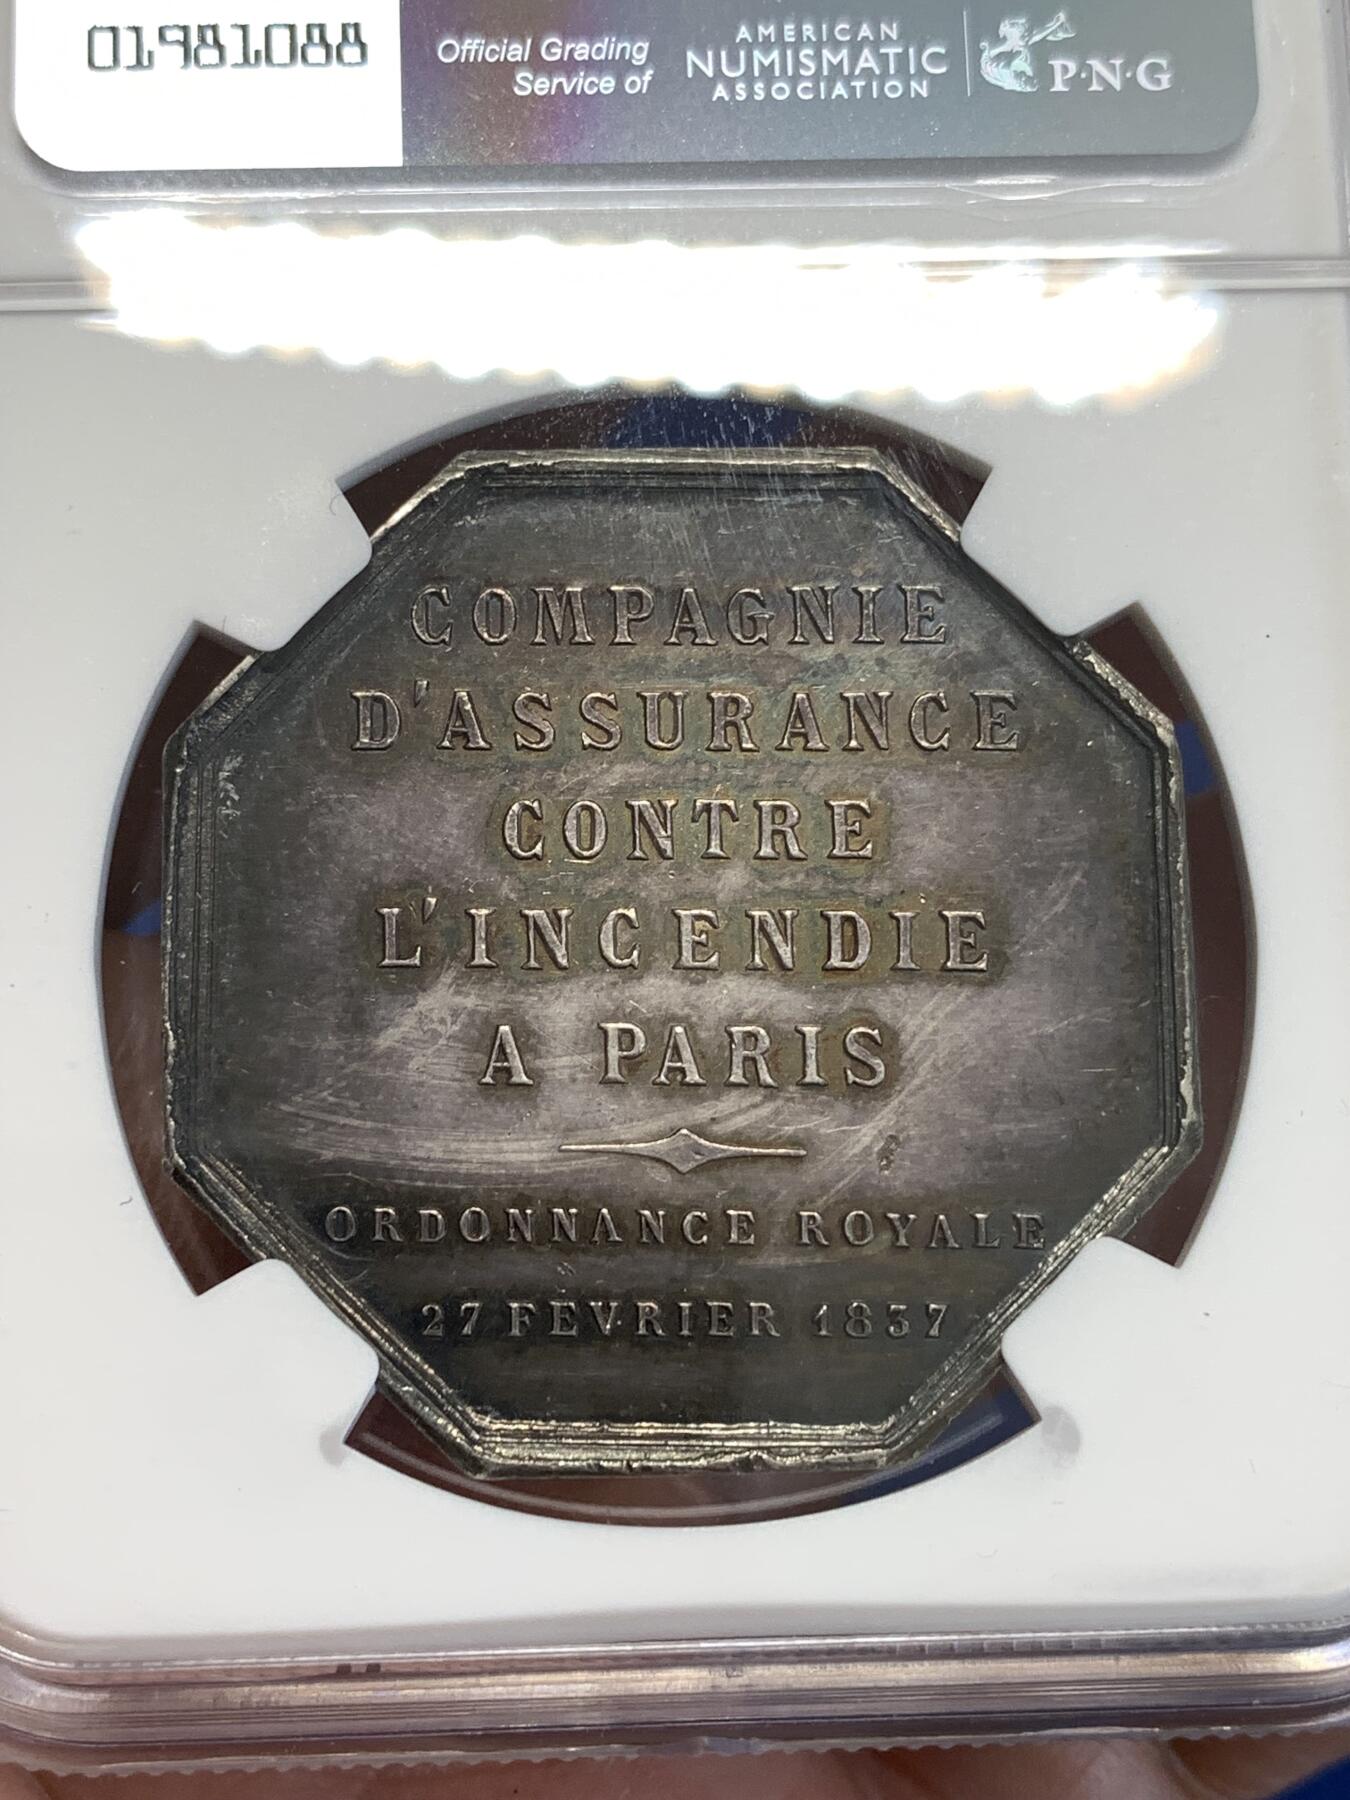 01981088
Official Grading
Service of
AMERICAN
NUMISMATIC
ASSOCIATION
P·N·G
COMPAGNIE
D'ASSURANCE
CONTRE
L'INCENDIE
A PARIS
ORDONNANCE ROYALE
27 FEVRIER 1837